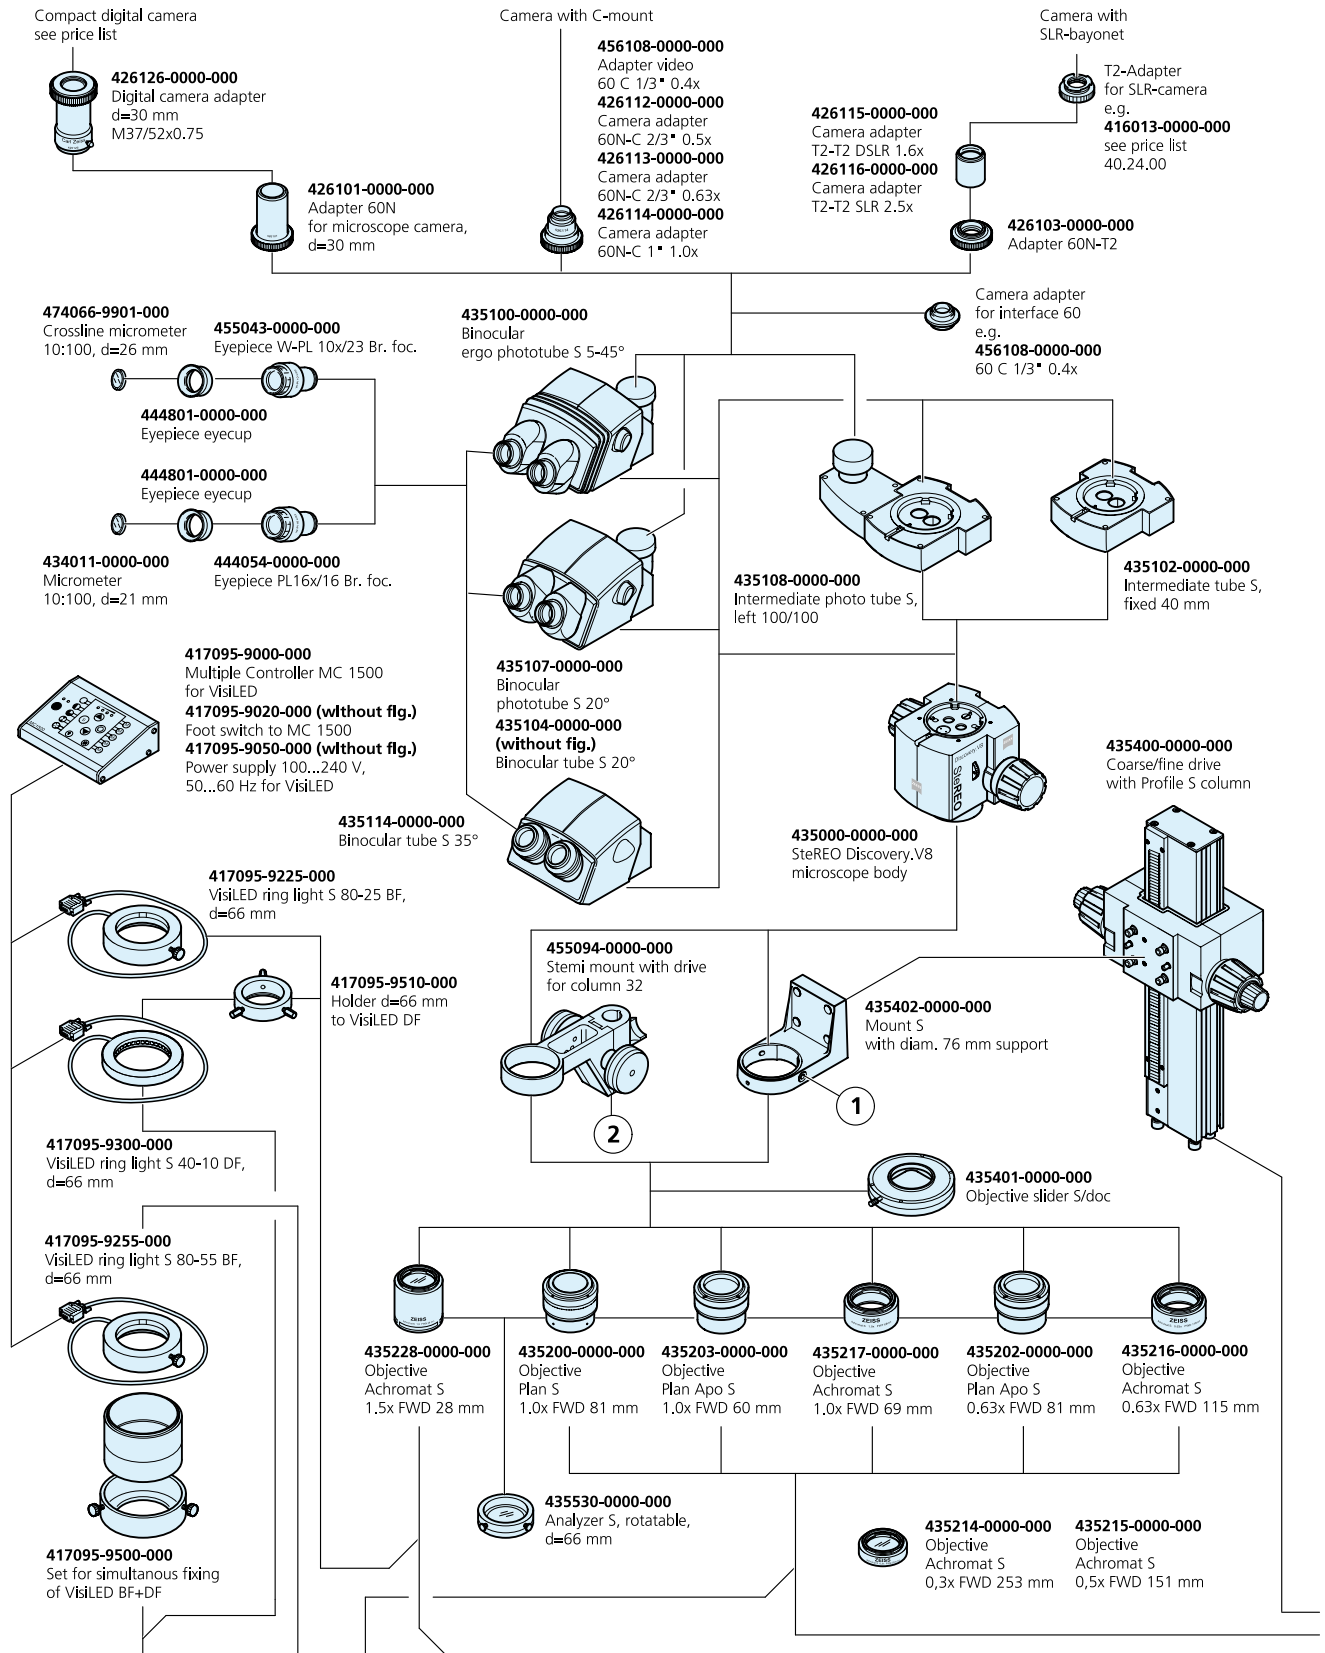 Compact digital camera
see price list
426126-0000-000
Digital camera adapter
d=30 mm
M37/52x0.75
426101-0000-000
Adapter 60N
for microscope camera,
d=30 mm
Camera with C-mount
456108-0000-000
Adapter video
60 C 1/3" 0.4x
426112-0000-000
Camera adapter
60N-C 2/3" 0.5x
426113-0000-000
Camera adapter
60N-C 2/3" 0.63x
426114-0000-000
Camera adapter
60N-C 1" 1.0x
Camera with
SLR-bayonet
T2-Adapter
for SLR-camera
e.g.
416013-0000-000
see price list
40.24.00
426115-0000-000
Camera adapter
T2-T2 DSLR 1.6x
426116-0000-000
Camera adapter
T2-T2 SLR 2.5x
426103-0000-000
Adapter 60N-T2
Camera adapter
for interface 60
e.g.
456108-0000-000
60 C 1/3" 0.4x
474066-9901-000
Crossline micrometer
10:100, d=26 mm
455043-0000-000
Eyepiece W-PL 10x/23 Br. foc.
444801-0000-000
Eyepiece eyecup
444801-0000-000
Eyepiece eyecup
434011-0000-000
Micrometer
10:100, d=21 mm
444054-0000-000
Eyepiece PL16x/16 Br. foc.
435100-0000-000
Binocular
ergo phototube S 5-45°
435108-0000-000
Intermediate photo tube S,
left 100/100
435102-0000-000
Intermediate tube S,
fixed 40 mm
435107-0000-000
Binocular
phototube S 20°
435104-0000-000
(without fig.)
Binocular tube S 20°
417095-9000-000
Multiple Controller MC 1500
for VisiLED
417095-9020-000 (without fig.)
Foot switch to MC 1500
417095-9050-000 (without fig.)
Power supply 100...240 V,
50...60 Hz for VisiLED
435114-0000-000
Binocular tube S 35°
Discovery.V8
SteREO
435000-0000-000
SteREO Discovery.V8
microscope body
435400-0000-000
Coarse/fine drive
with Profile S column
417095-9225-000
VisiLED ring light S 80-25 BF,
d=66 mm
417095-9510-000
Holder d=66 mm
to VisiLED DF
455094-0000-000
Stemi mount with drive
for column 32
435402-0000-000
Mount S
with diam. 76 mm support
1
2
417095-9300-000
VisiLED ring light S 40-10 DF,
d=66 mm
435401-0000-000
Objective slider S/doc
417095-9255-000
VisiLED ring light S 80-55 BF,
d=66 mm
ZEISS
ZEISS
ZEISS
435228-0000-000
Objective
Achromat S
1.5x FWD 28 mm
435200-0000-000
Objective
Plan S
1.0x FWD 81 mm
435203-0000-000
Objective
Plan Apo S
1.0x FWD 60 mm
435217-0000-000
Objective
Achromat S
1.0x FWD 69 mm
435202-0000-000
Objective
Plan Apo S
0.63x FWD 81 mm
435216-0000-000
Objective
Achromat S
0.63x FWD 115 mm
435530-0000-000
Analyzer S, rotatable,
d=66 mm
ZEISS
435214-0000-000
Objective
Achromat S
0,3x FWD 253 mm
435215-0000-000
Objective
Achromat S
0,5x FWD 151 mm
417095-9500-000
Set for simultanous fixing
of VisiLED BF+DF